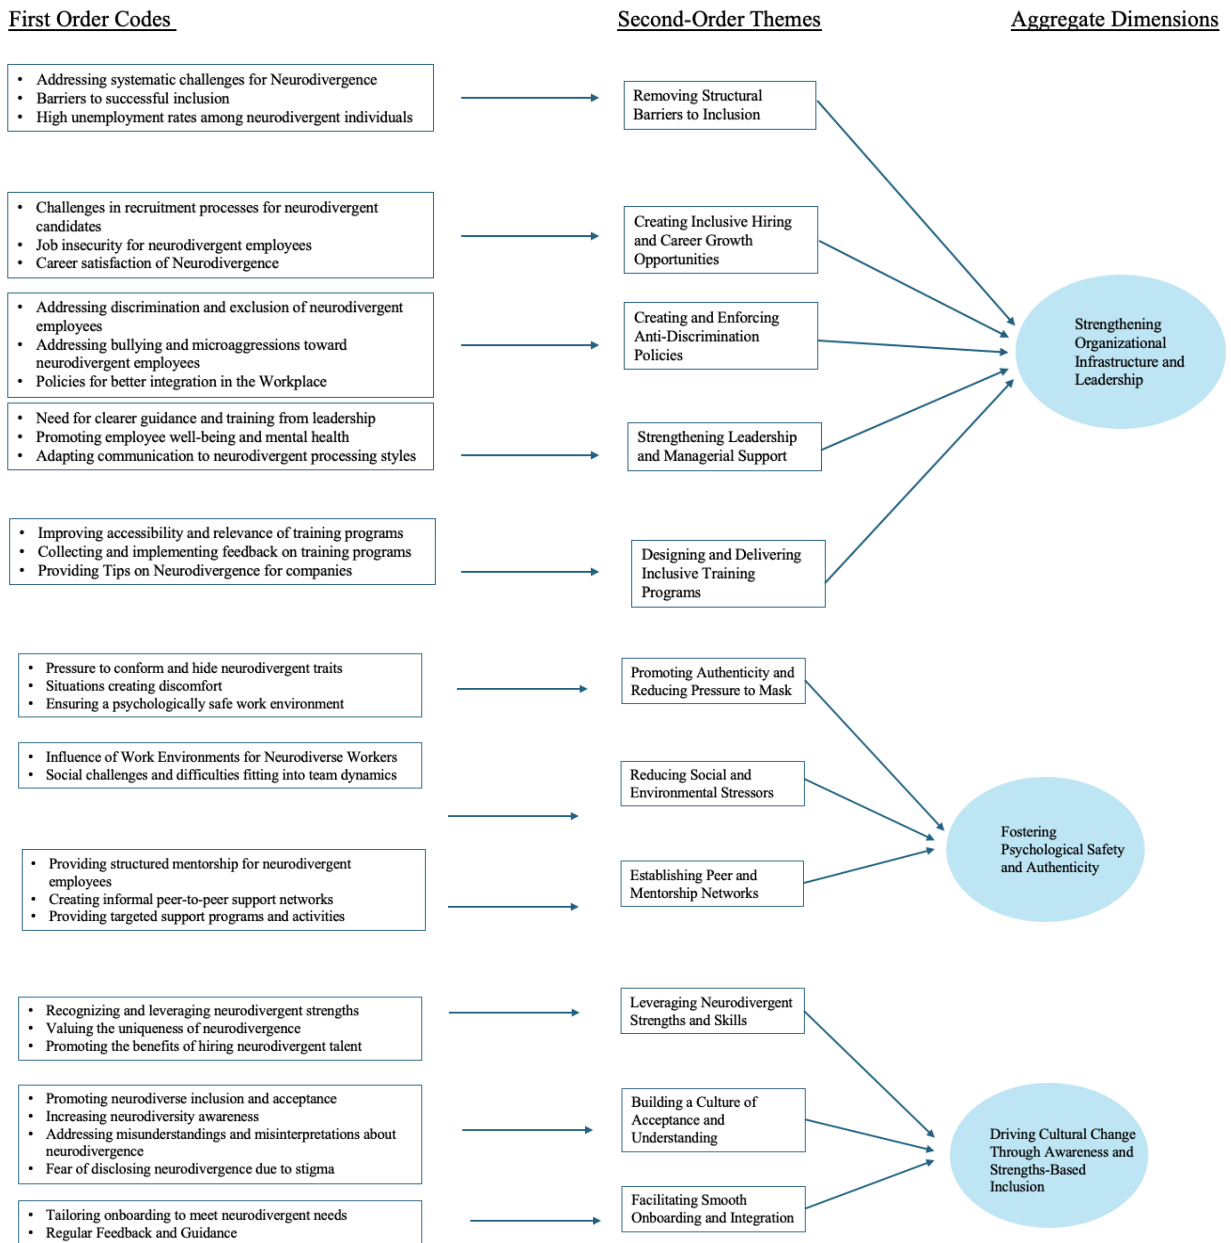 First Order Codes
Second-Order Themes
Aggregate Dimensions
• Addressing systematic challenges for Neurodivergence
• Barriers to successful inclusion
• High unemployment rates among neurodivergent individuals
Removing Structural
Barriers to Inclusion
• Challenges in recruitment processes for neurodivergent
candidates
• Job insecurity for neurodivergent employees
• Career satisfaction of Neurodivergence
Creating Inclusive Hiring
and Career Growth
Opportunities
• Addressing discrimination and exclusion of neurodivergent
employees
• Addressing bullying and microaggressions toward
neurodivergent employees
• Policies for better integration in the Workplace
Creating and Enforcing
Anti-Discrimination
Policies
• Need for clearer guidance and training from leadership
• Promoting employee well-being and mental health
• Adapting communication to neurodivergent processing styles
Strengthening Leadership
and Managerial Support
• Improving accessibility and relevance of training programs
• Collecting and implementing feedback on training programs
• Providing Tips on Neurodivergence for companies
Designing and Delivering
Inclusive Training
Programs
Strengthening
Organizational
Infrastructure and
Leadership
• Pressure to conform and hide neurodivergent traits
• Situations creating discomfort
• Ensuring a psychologically safe work environment
Promoting Authenticity and
Reducing Pressure to Mask
• Influence of Work Environments for Neurodiverse Workers
• Social challenges and difficulties fitting into team dynamics
Reducing Social and
Environmental Stressors
• Providing structured mentorship for neurodivergent
employees
• Creating informal peer-to-peer support networks
• Providing targeted support programs and activities
Establishing Peer and
Mentorship Networks
Fostering
Psychological Safety
and Authenticity
• Recognizing and leveraging neurodivergent strengths
• Valuing the uniqueness of neurodivergence
• Promoting the benefits of hiring neurodivergent talent
Leveraging Neurodivergent
Strengths and Skills
• Promoting neurodiverse inclusion and acceptance
• Increasing neurodiversity awareness
• Addressing misunderstandings and misinterpretations about
neurodivergence
• Fear of disclosing neurodivergence due to stigma
Building a Culture of
Acceptance and
Understanding
• Tailoring onboarding to meet neurodivergent needs
• Regular Feedback and Guidance
Facilitating Smooth
Onboarding and Integration
Driving Cultural Change
Through Awareness and
Strengths-Based
Inclusion